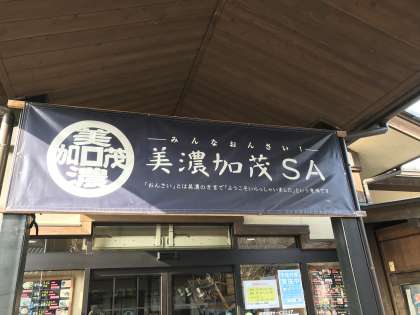 美
加口茂
濃
―みんなおんさい！―
美濃加茂SA
「おんさい」とは美濃の方言で「ようこそいらっしゃいました」という意味です